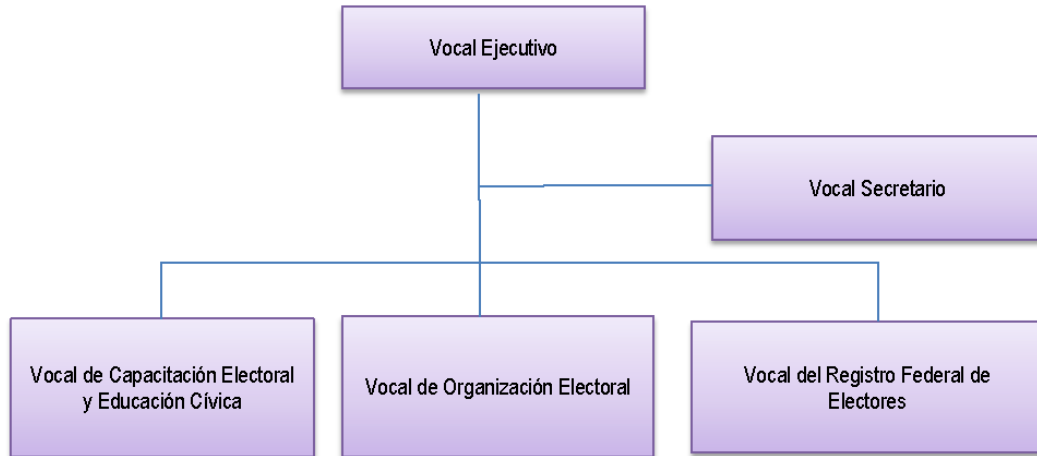 Vocal Ejecutivo
Vocal Secretario
Vocal de Capacitación Electoral
y Educación Cívica
Vocal de Organización Electoral
Vocal del Registro Federal de
Electores